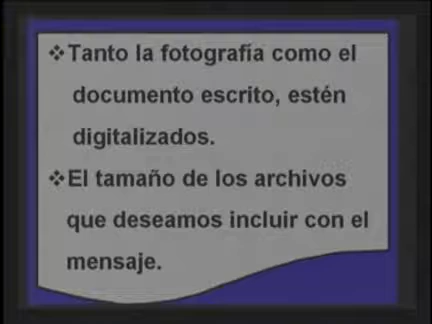 ❖Tanto la fotografía como el
documento escrito, estén
digitalizados.
❖El tamaño de los archivos
que deseamos incluir con el
mensaje.